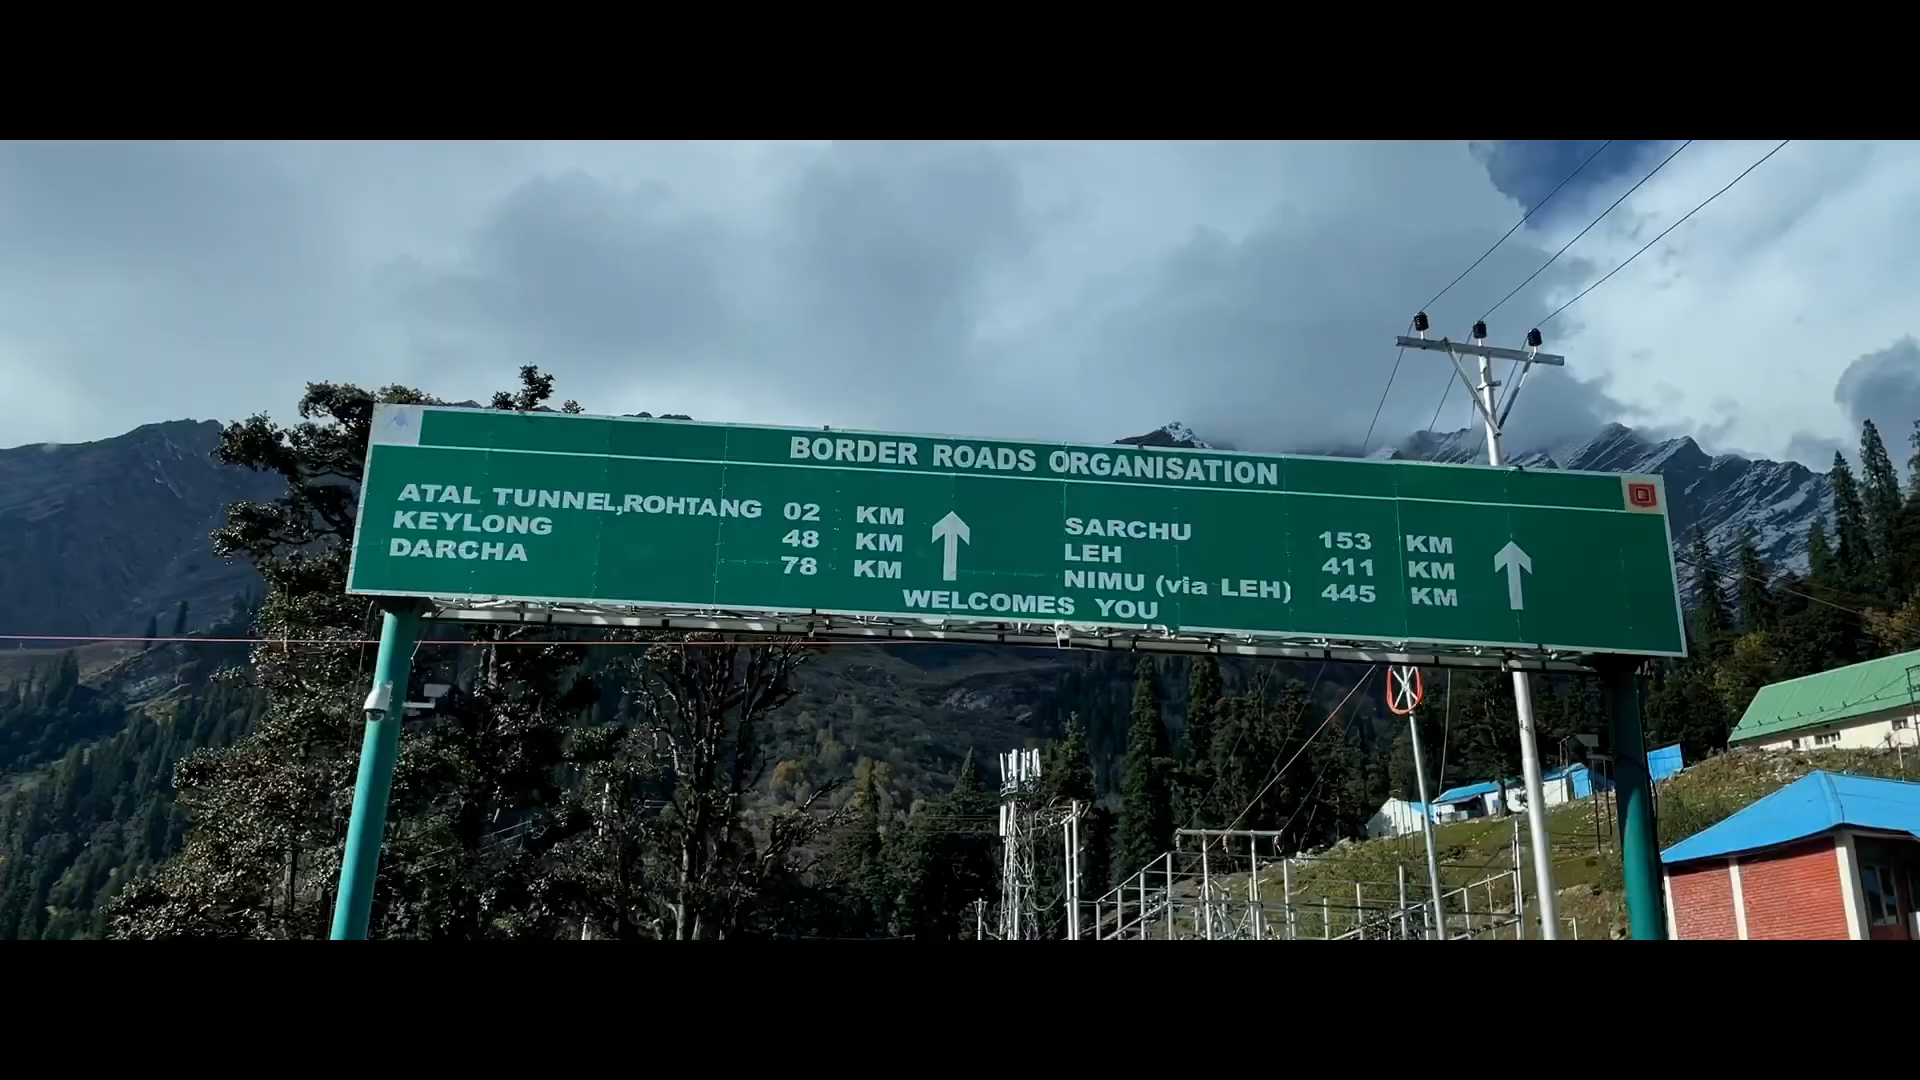 BORDER ROADS ORGANISATION
ATAL TUNNEL,ROHTANG 02 KM
KEYLONG 48 KM
DARCHA 78 KM
SARCHU 153 KM
LEH 411 KM
NIMU (via LEH) 445 KM
WELCOMES YOU